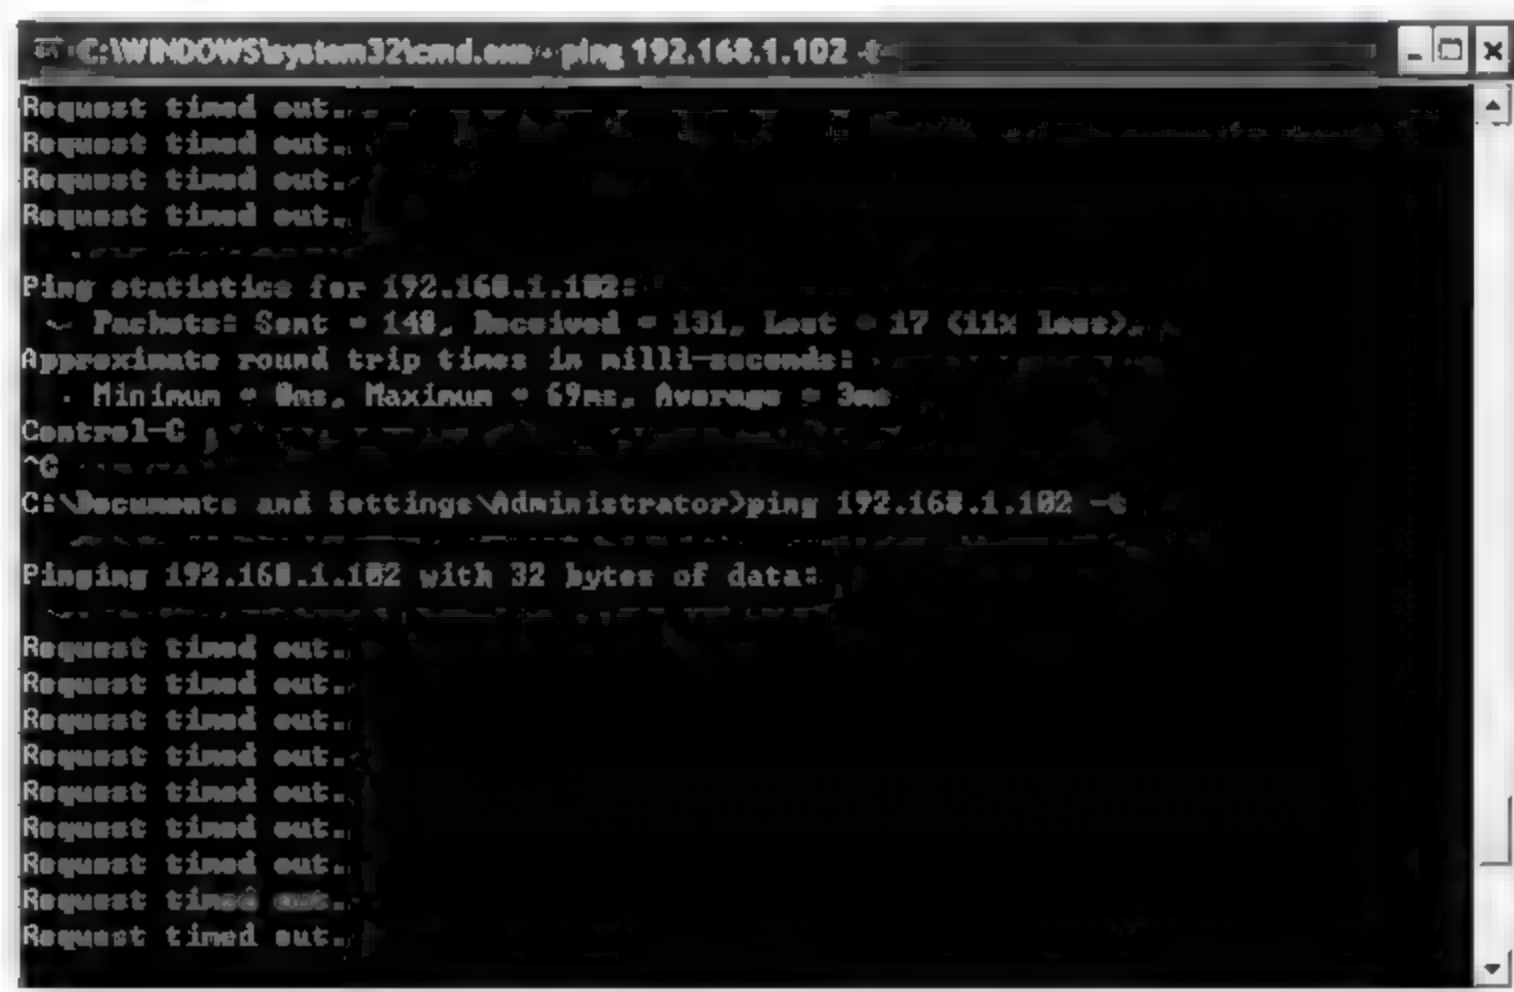 C:\WINDOWS\system32\cmd.exe - ping 192.168.1.102 -t
Request timed out.
Request timed out.
Request timed out.
Request timed out.
Ping statistics for 192.168.1.102:
Packets: Sent = 148, Received = 131, Lost = 17 (11% loss),
Approximate round trip times in milli-seconds:
Minimum = 0ms, Maximum = 69ms, Average = 3ms
Control-C
^C
C:\Documents and Settings\Administrator>ping 192.168.1.102 -t
Pinging 192.168.1.102 with 32 bytes of data:
Request timed out.
Request timed out.
Request timed out.
Request timed out.
Request timed out.
Request timed out.
Request timed out.
Request timed out.
Request timed out.